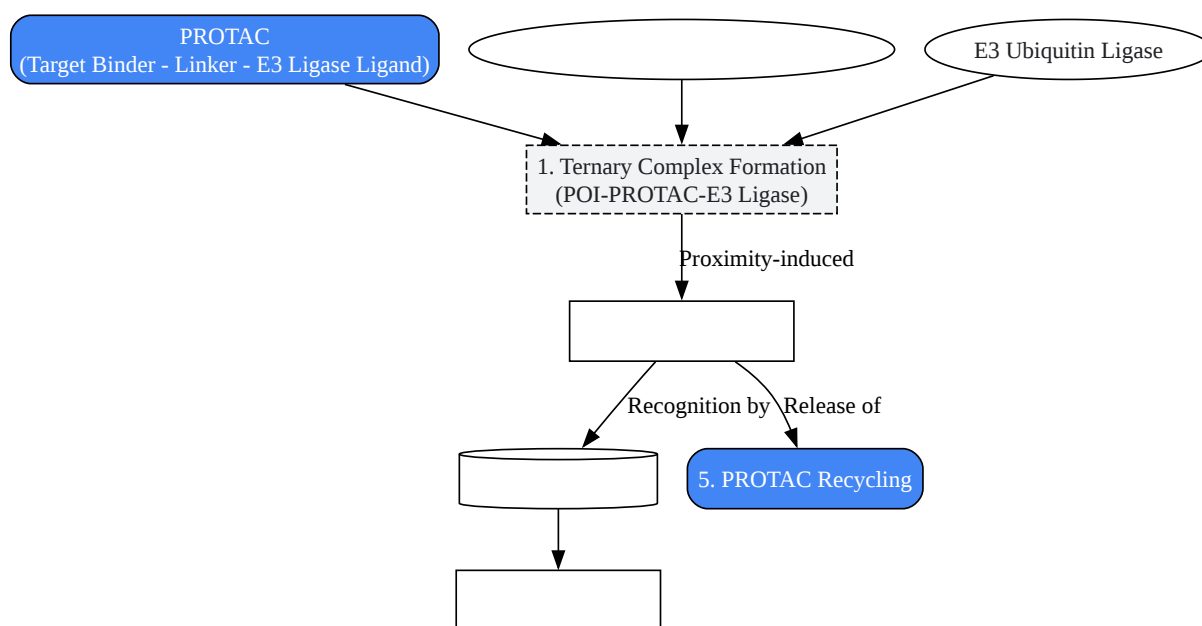 PROTAC
(Target Binder - Linker - E3 Ligase Ligand)
E3 Ubiquitin Ligase
1. Ternary Complex Formation
(POI-PROTAC-E3 Ligase)
Proximity-induced
Recognition by
Release of
5. PROTAC Recycling